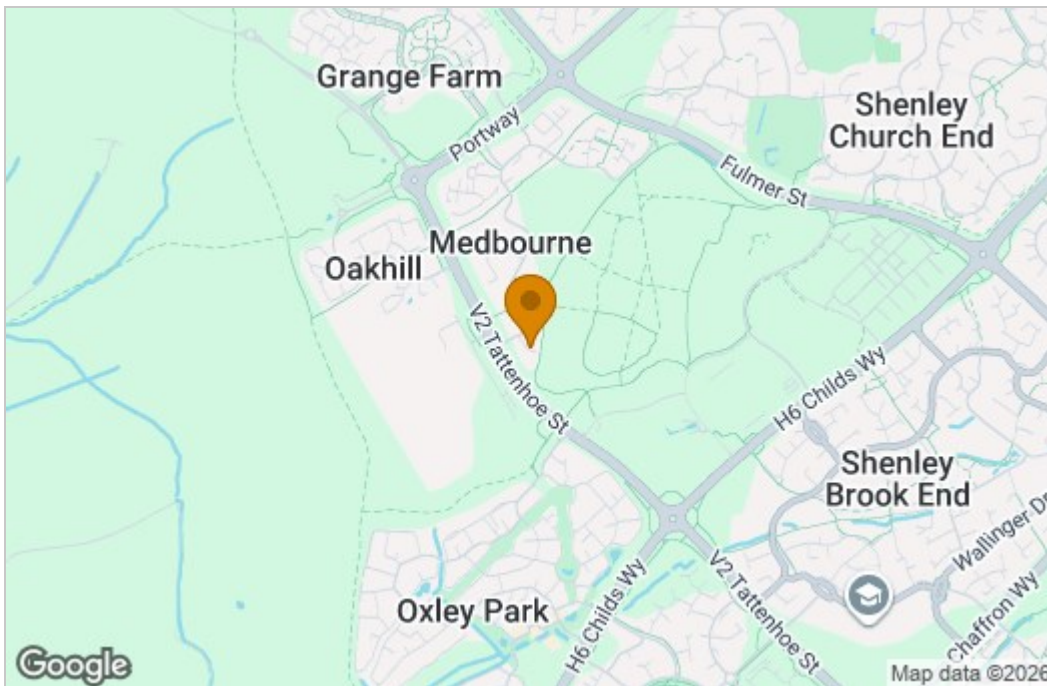 Grange Farm
Portway
Shenley
Church End
Fulmer St
Medbourne
Oakhill
V2 Tattenhoe St
H6 Childs Wy
Shenley
Brook End
Wallinger Dr
Oxley Park
H6 Childs Wy
V2 Tattenhoe St
Chaffron Wy
Google
Map data ©2026